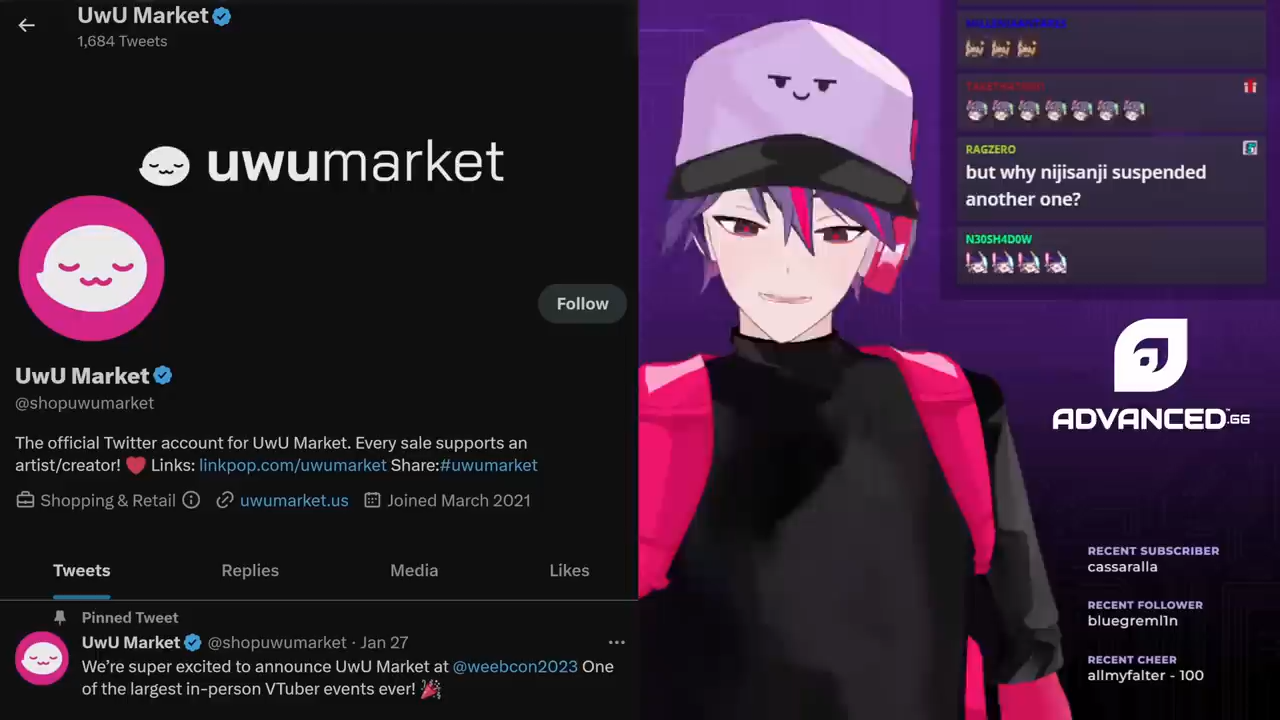 UwU Market
1,684 Tweets
uwumarket
Follow
UwU Market
@shopuwumarket
The official Twitter account for UwU Market. Every sale supports an
artist/creator! ❤️ Links: linkpop.com/uwumarket Share:#uwumarket
Shopping & Retail uwumarket.us Joined March 2021
Tweets Replies Media Likes
Pinned Tweet
UwU Market @shopuwumarket · Jan 27
We’re super excited to announce UwU Market at @weebcon2023 One
of the largest in-person VTuber events ever! 🎉
RAGZERO
but why nijisanji suspended
another one?
N30SH4D0W
ADVANCED.GG
RECENT SUBSCRIBER
cassaralla
RECENT FOLLOWER
bluegreml1n
RECENT CHEER
allmyfalter - 100